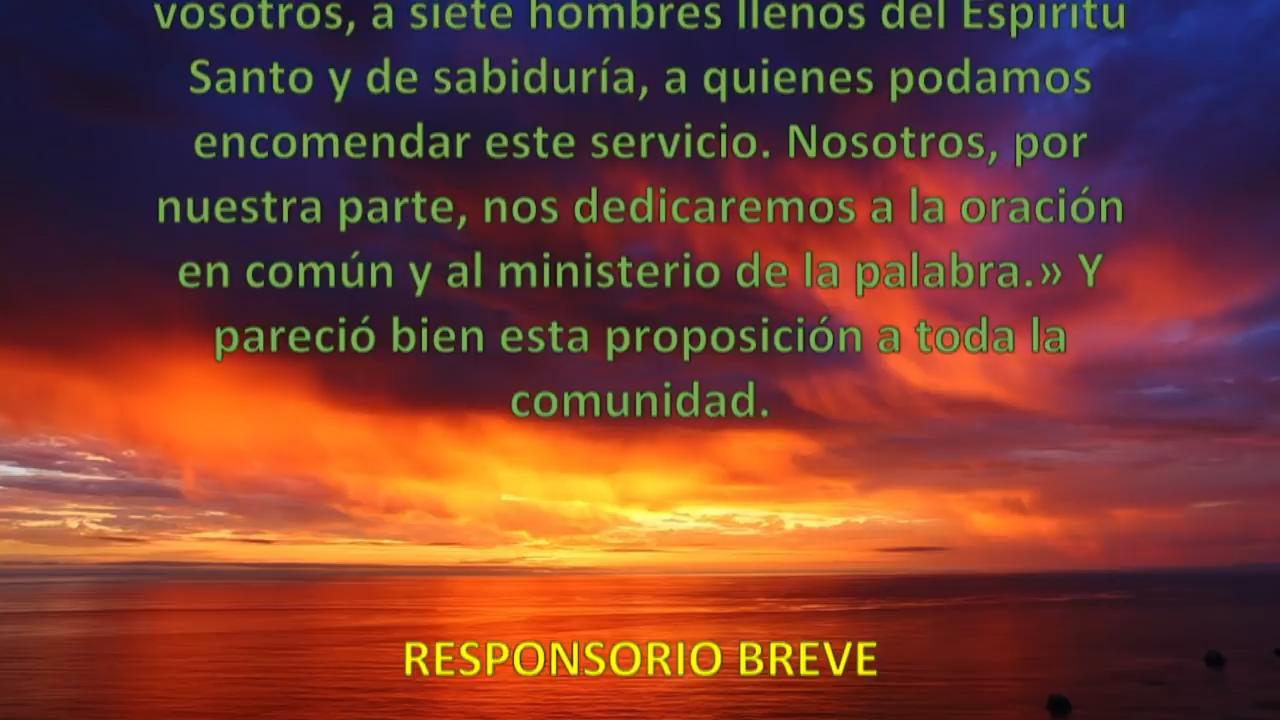 vosotros, a siete hombres llenos del Espíritu
Santo y de sabiduría, a quienes podamos
encomendar este servicio. Nosotros, por
nuestra parte, nos dedicaremos a la oración
en común y al ministerio de la palabra.» Y
pareció bien esta proposición a toda la
comunidad.
RESPONSORIO BREVE